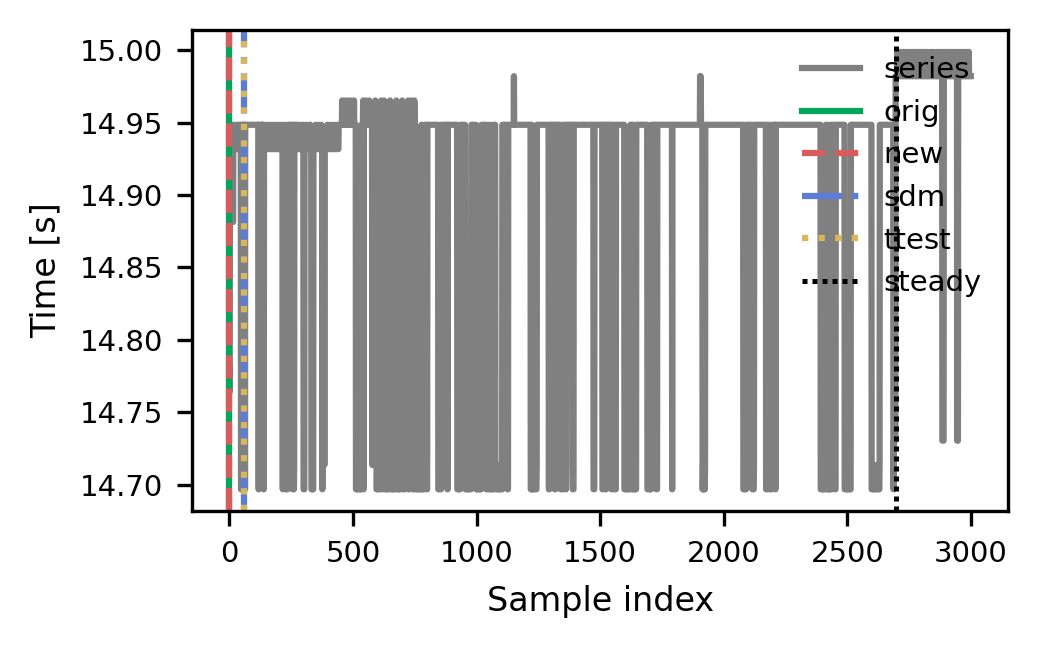 15.00
14.95
14.90
14.85
14.80
14.75
14.70
Time [s]
series
orig
new
sdm
ttest
steady
0 500 1000 1500 2000 2500 3000
Sample index